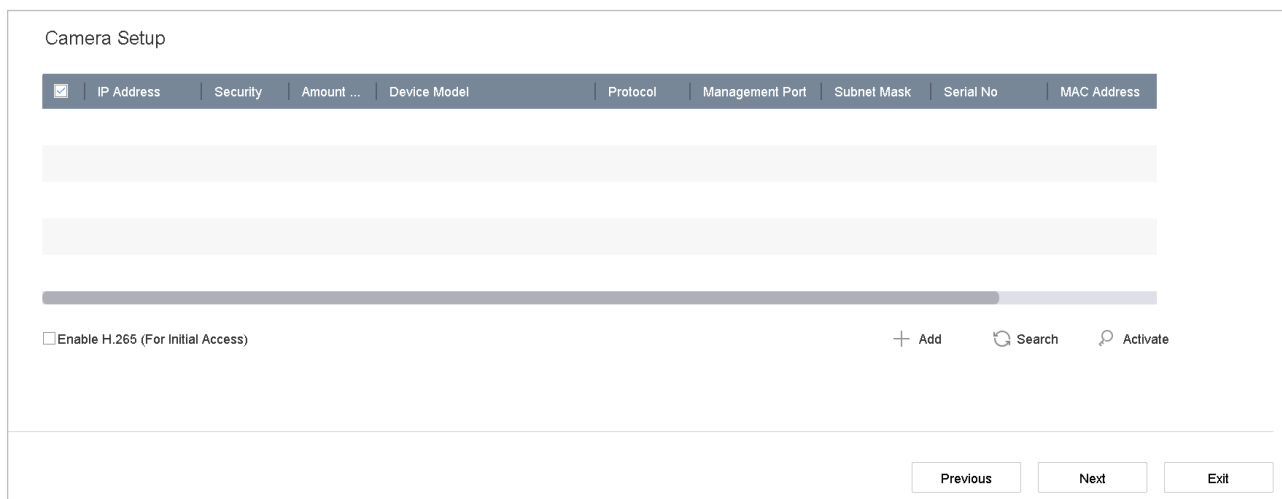 Camera Setup
IP Address Security Amount ... Device Model Protocol Management Port Subnet Mask Serial No MAC Address
Enable H.265 (For Initial Access) Add Search Activate
Previous Next Exit